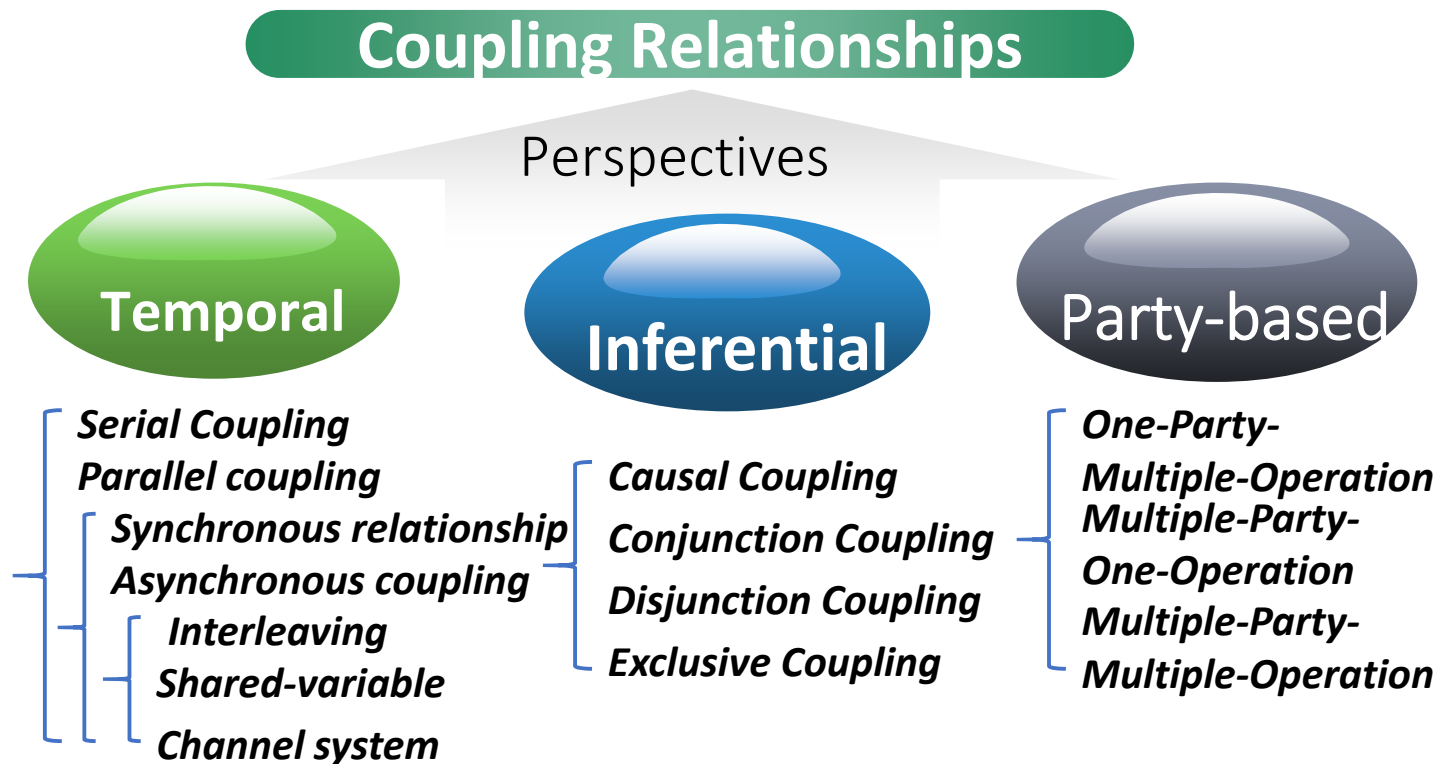 Coupling Relationships
Perspectives
Temporal
Inferential
Party-based
Serial Coupling
Parallel coupling
Synchronous relationship
Asynchronous coupling
Interleaving
Shared-variable
Channel system
Causal Coupling
Conjunction Coupling
Disjunction Coupling
Exclusive Coupling
One-Party-
Multiple-Operation
Multiple-Party-
One-Operation
Multiple-Party-
Multiple-Operation